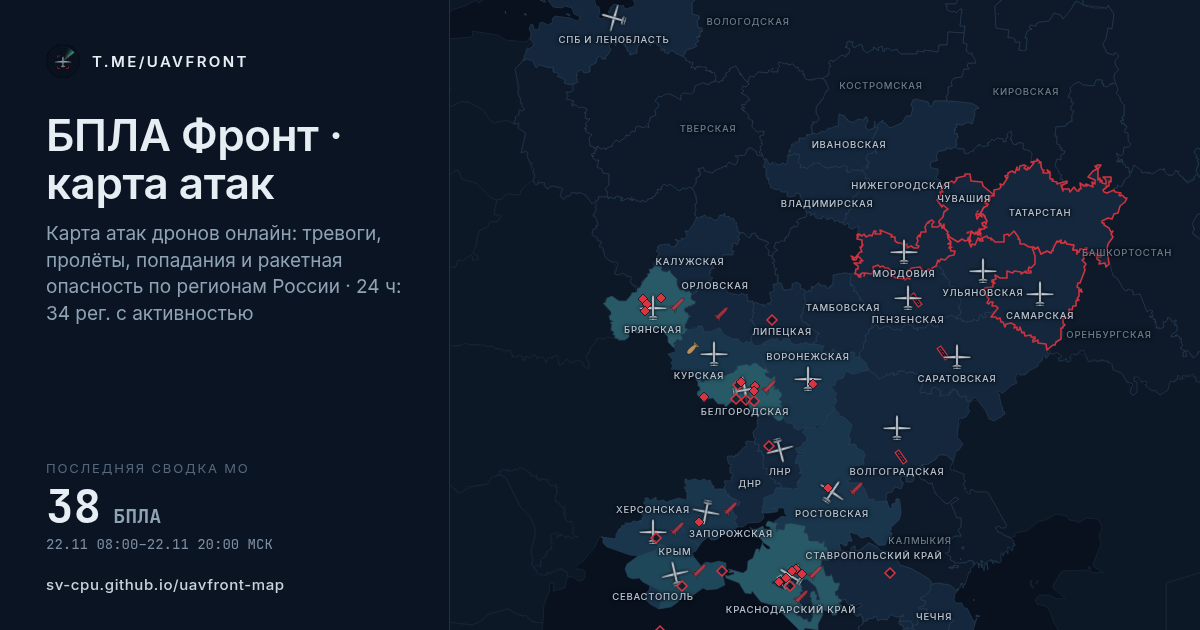 T.ME/UAVFRONT
БПЛА Фронт ·
карта атак
Карта атак дронов онлайн: тревоги,
пролёты, попадания и ракетная
опасность по регионам России · 24 ч:
34 рег. с активностью
ПОСЛЕДНЯЯ СВОДКА МО
38 БПЛА
22.11 08:00–22.11 20:00 МСК
sv-cpu.github.io/uavfront-map
ВОЛОГОДСКАЯ
СПБ И ЛЕНОБЛАСТЬ
КОСТРОМСКАЯ
КИРОВСКАЯ
ТВЕРСКАЯ
ИВАНОВСКАЯ
НИЖЕГОРОДСКАЯ
ЧУВАШИЯ
ВЛАДИМИРСКАЯ
ТАТАРСТАН
БАШКОРТОСТАН
КАЛУЖСКАЯ
МОРДОВИЯ
ОРЛОВСКАЯ
УЛЬЯНОВСКАЯ
ТАМБОВСКАЯ
САМАРСКАЯ
ПЕНЗЕНСКАЯ
БРЯНСКАЯ
ЛИПЕЦКАЯ
ОРЕНБУРГСКАЯ
ВОРОНЕЖСКАЯ
КУРСКАЯ
САРАТОВСКАЯ
БЕЛГОРОДСКАЯ
ЛНР
ВОЛГОГРАДСКАЯ
ДНР
ХЕРСОНСКАЯ
РОСТОВСКАЯ
ЗАПОРОЖСКАЯ
КАЛМЫКИЯ
КРЫМ
СТАВРОПОЛЬСКИЙ КРАЙ
СЕВАСТОПОЛЬ
КРАСНОДАРСКИЙ КРАЙ
ЧЕЧНЯ